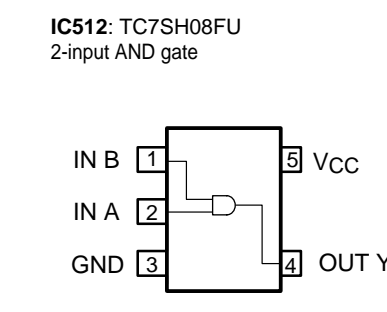 IC512: TC7SH08FU
2-input AND gate
IN B 1 5 VCC
IN A 2
GND 3 4 OUT Y